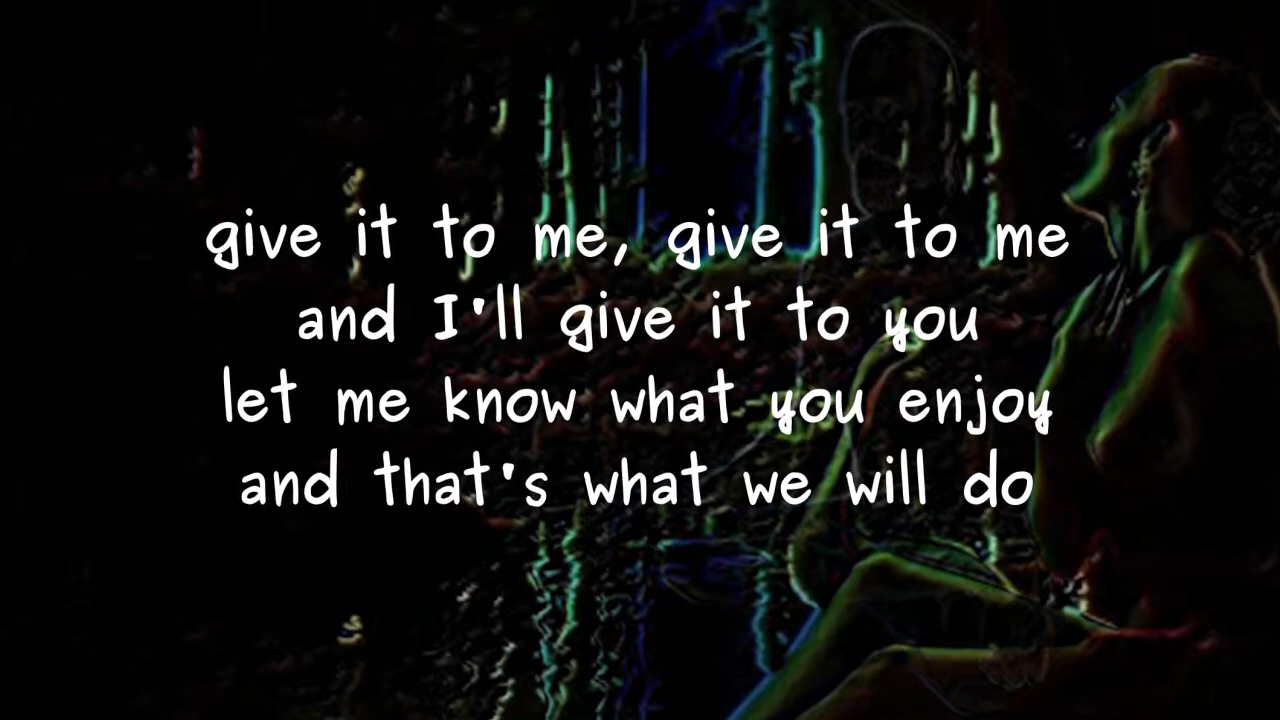 give it to me, give it to me
and I'll give it to you
let me know what you enjoy
and that's what we will do